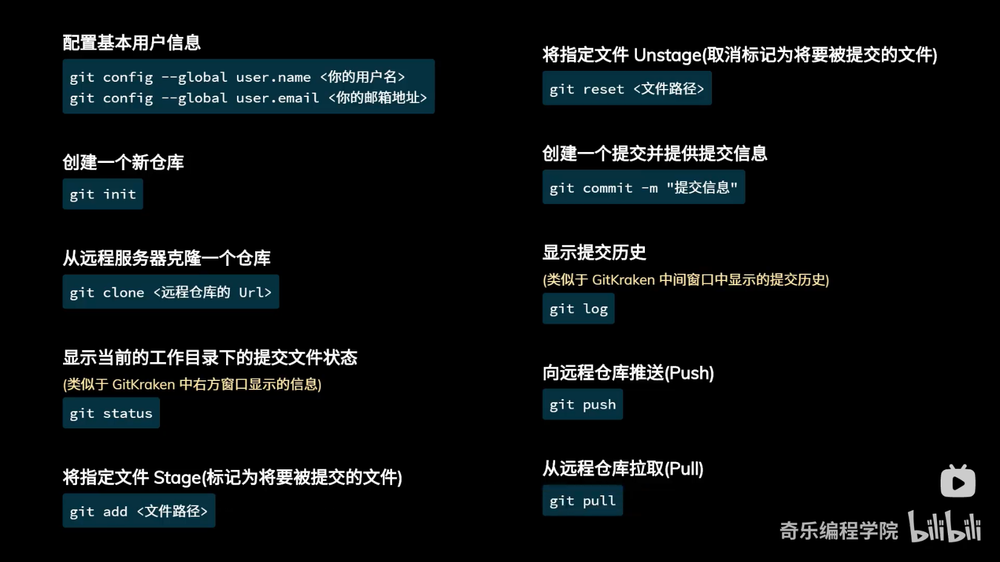 配置基本用户信息
git config --global user.name <你的用户名>
git config --global user.email <你的邮箱地址>
创建一个新仓库
git init
从远程服务器克隆一个仓库
git clone <远程仓库的 Url>
显示当前的工作目录下的提交文件状态
(类似于 GitKraken 中右方窗口显示的信息)
git status
将指定文件 Stage(标记为将要被提交的文件)
git add <文件路径>
将指定文件 Unstage(取消标记为将要被提交的文件)
git reset <文件路径>
创建一个提交并提供提交信息
git commit -m "提交信息"
显示提交历史
(类似于 GitKraken 中间窗口中显示的提交历史)
git log
向远程仓库推送(Push)
git push
从远程仓库拉取(Pull)
git pull
奇乐编程学院 bilibili